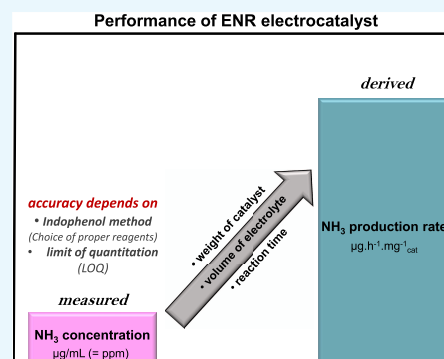 Performance of ENR electrocatalyst
derived
accuracy depends on
• Indophenol method
(Choice of proper reagents)
• limit of quantitation
(LOQ)
measured
NH₃ concentration
µg/mL (= ppm)
• weight of catalyst
• volume of electrolyte
• reaction time
NH₃ production rate
µg.h⁻¹.mg⁻¹cat